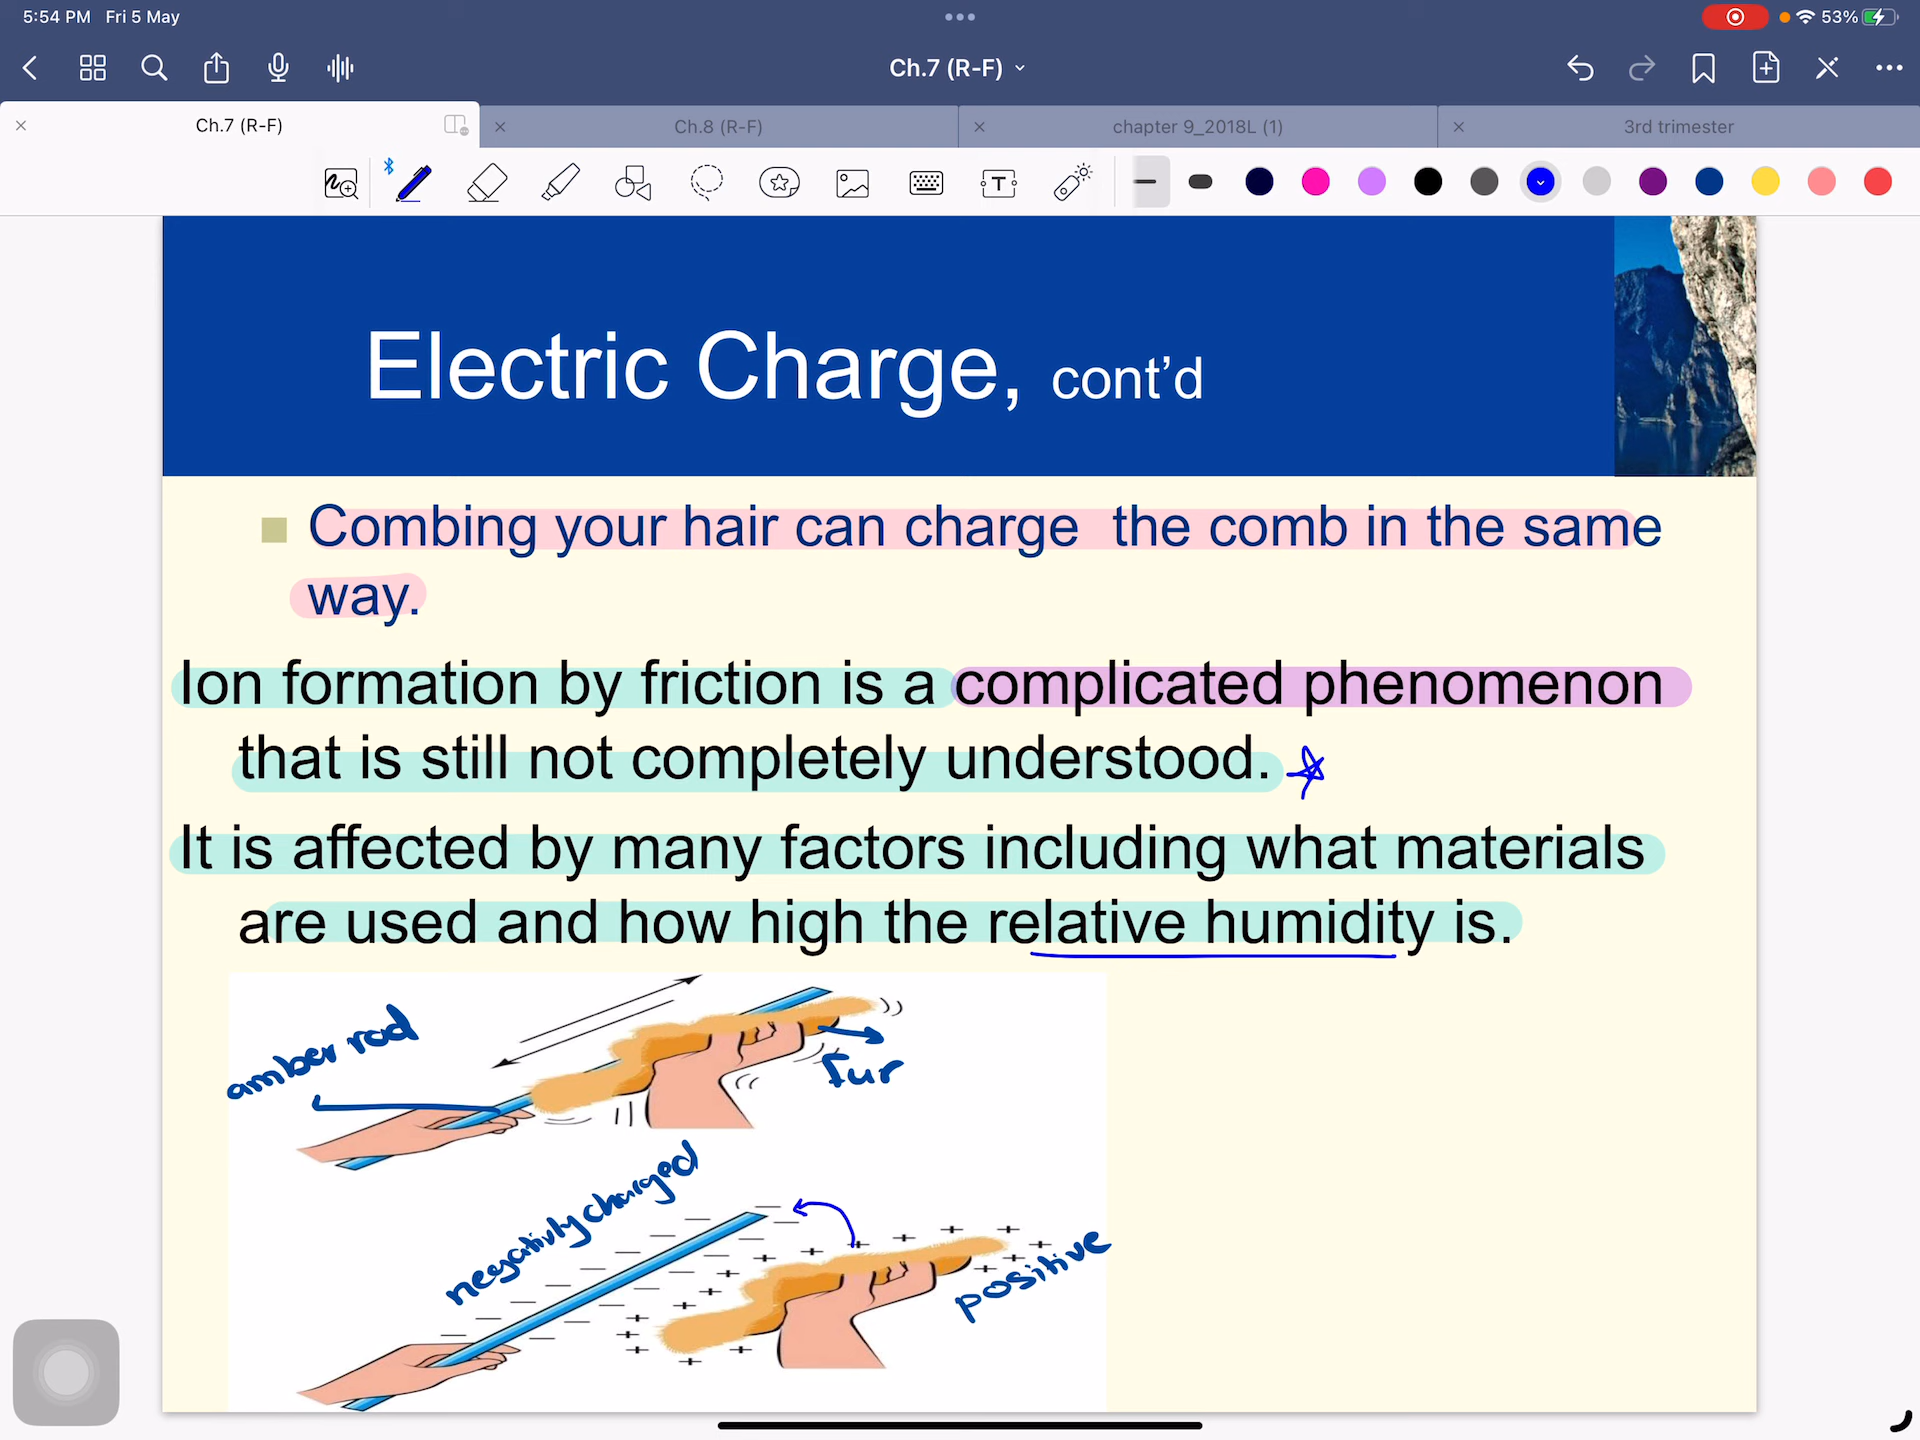 5:54 PM Fri 5 May
53%
Ch.7 (R-F)
Ch.7 (R-F)
Ch.8 (R-F)
chapter 9_2018L (1)
3rd trimester
T
Electric Charge, cont’d
Combing your hair can charge the comb in the same
way.
Ion formation by friction is a complicated phenomenon
that is still not completely understood.
It is affected by many factors including what materials
are used and how high the relative humidity is.
amber rod
fur
negativly charged
positive